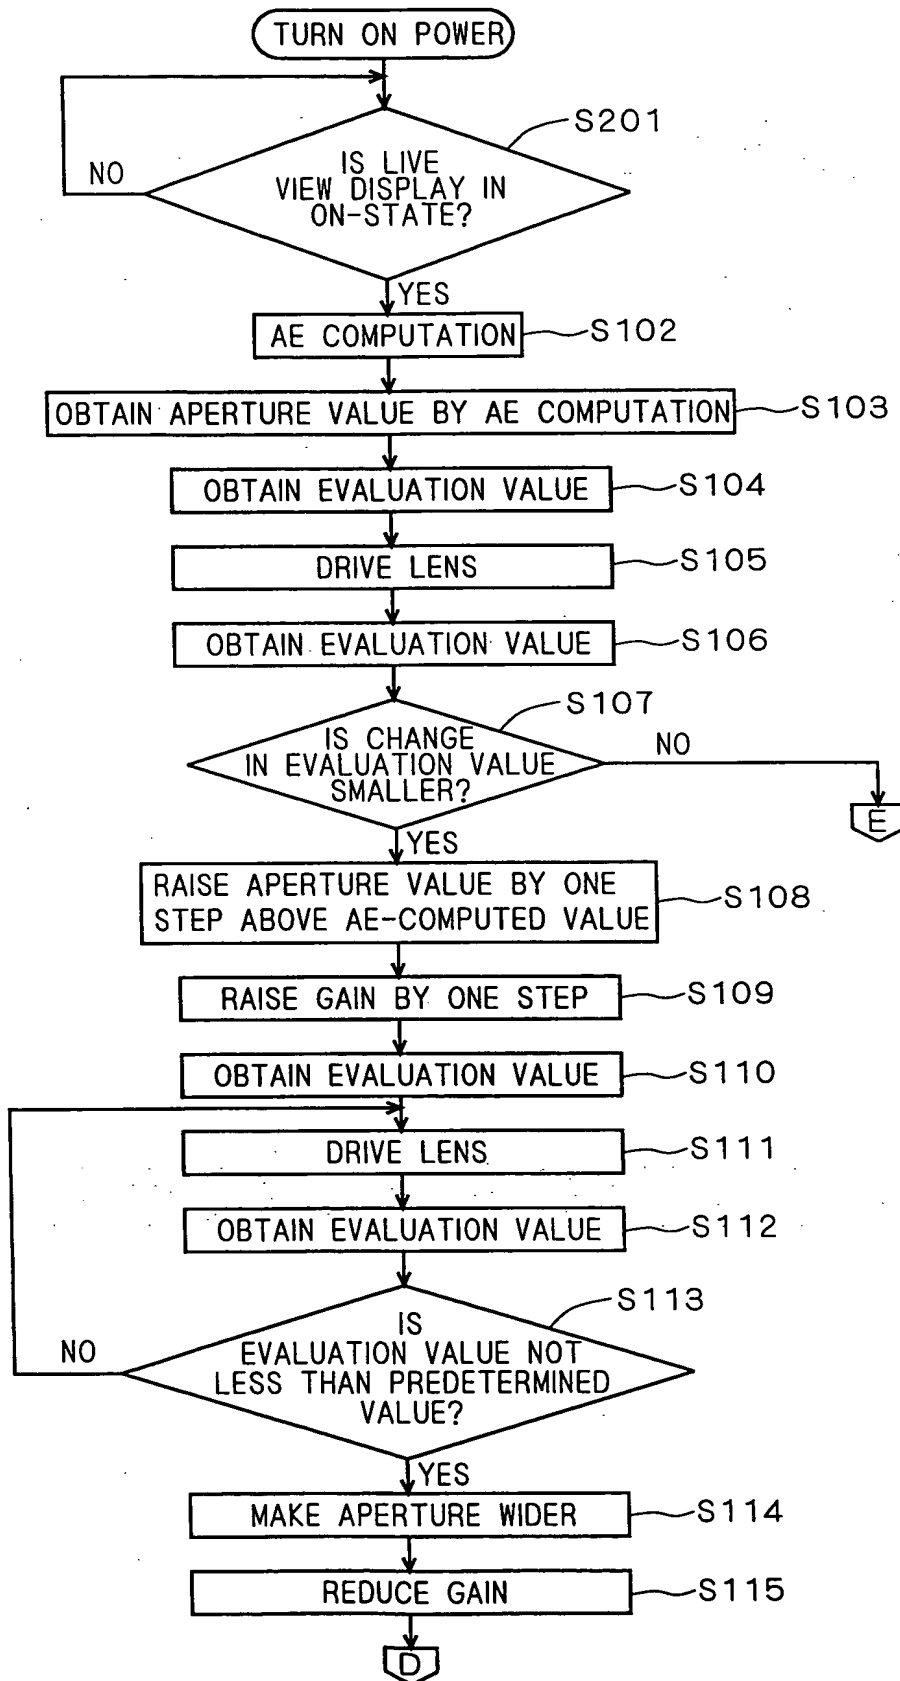 TURN ON POWER
S201
NO
IS LIVE
VIEW DISPLAY IN
ON-STATE?
YES
AE COMPUTATION
S102
OBTAIN APERTURE VALUE BY AE COMPUTATION
S103
OBTAIN EVALUATION VALUE
S104
DRIVE LENS
S105
OBTAIN EVALUATION VALUE
S106
S107
IS CHANGE
IN EVALUATION VALUE
SMALLER?
NO
E
YES
RAISE APERTURE VALUE BY ONE
STEP ABOVE AE-COMPUTED VALUE
S108
RAISE GAIN BY ONE STEP
S109
OBTAIN EVALUATION VALUE
S110
DRIVE LENS
S111
OBTAIN EVALUATION VALUE
S112
S113
NO
IS
EVALUATION VALUE NOT
LESS THAN PREDETERMINED
VALUE?
YES
MAKE APERTURE WIDER
S114
REDUCE GAIN
S115
D